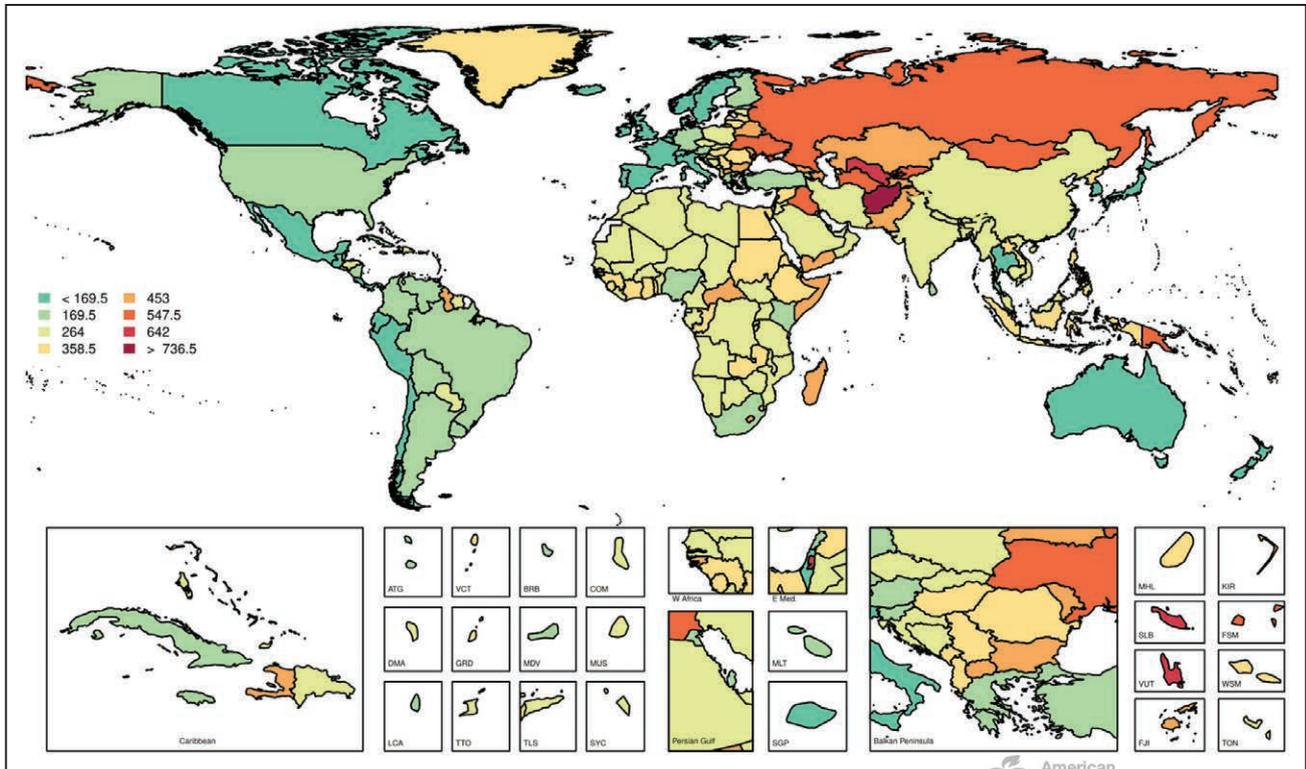 < 169.5 453
169.5 547.5
264 642
358.5 > 736.5
ATG VCT BRB COM
W Africa E Med. MHL KIR
DMA GRD MDV MUS MLT SLB FSM
VUT WSM
Caribbean LCA TTO TLS SYC Persian Gulf SGP Balkan Peninsula FJI TON
American